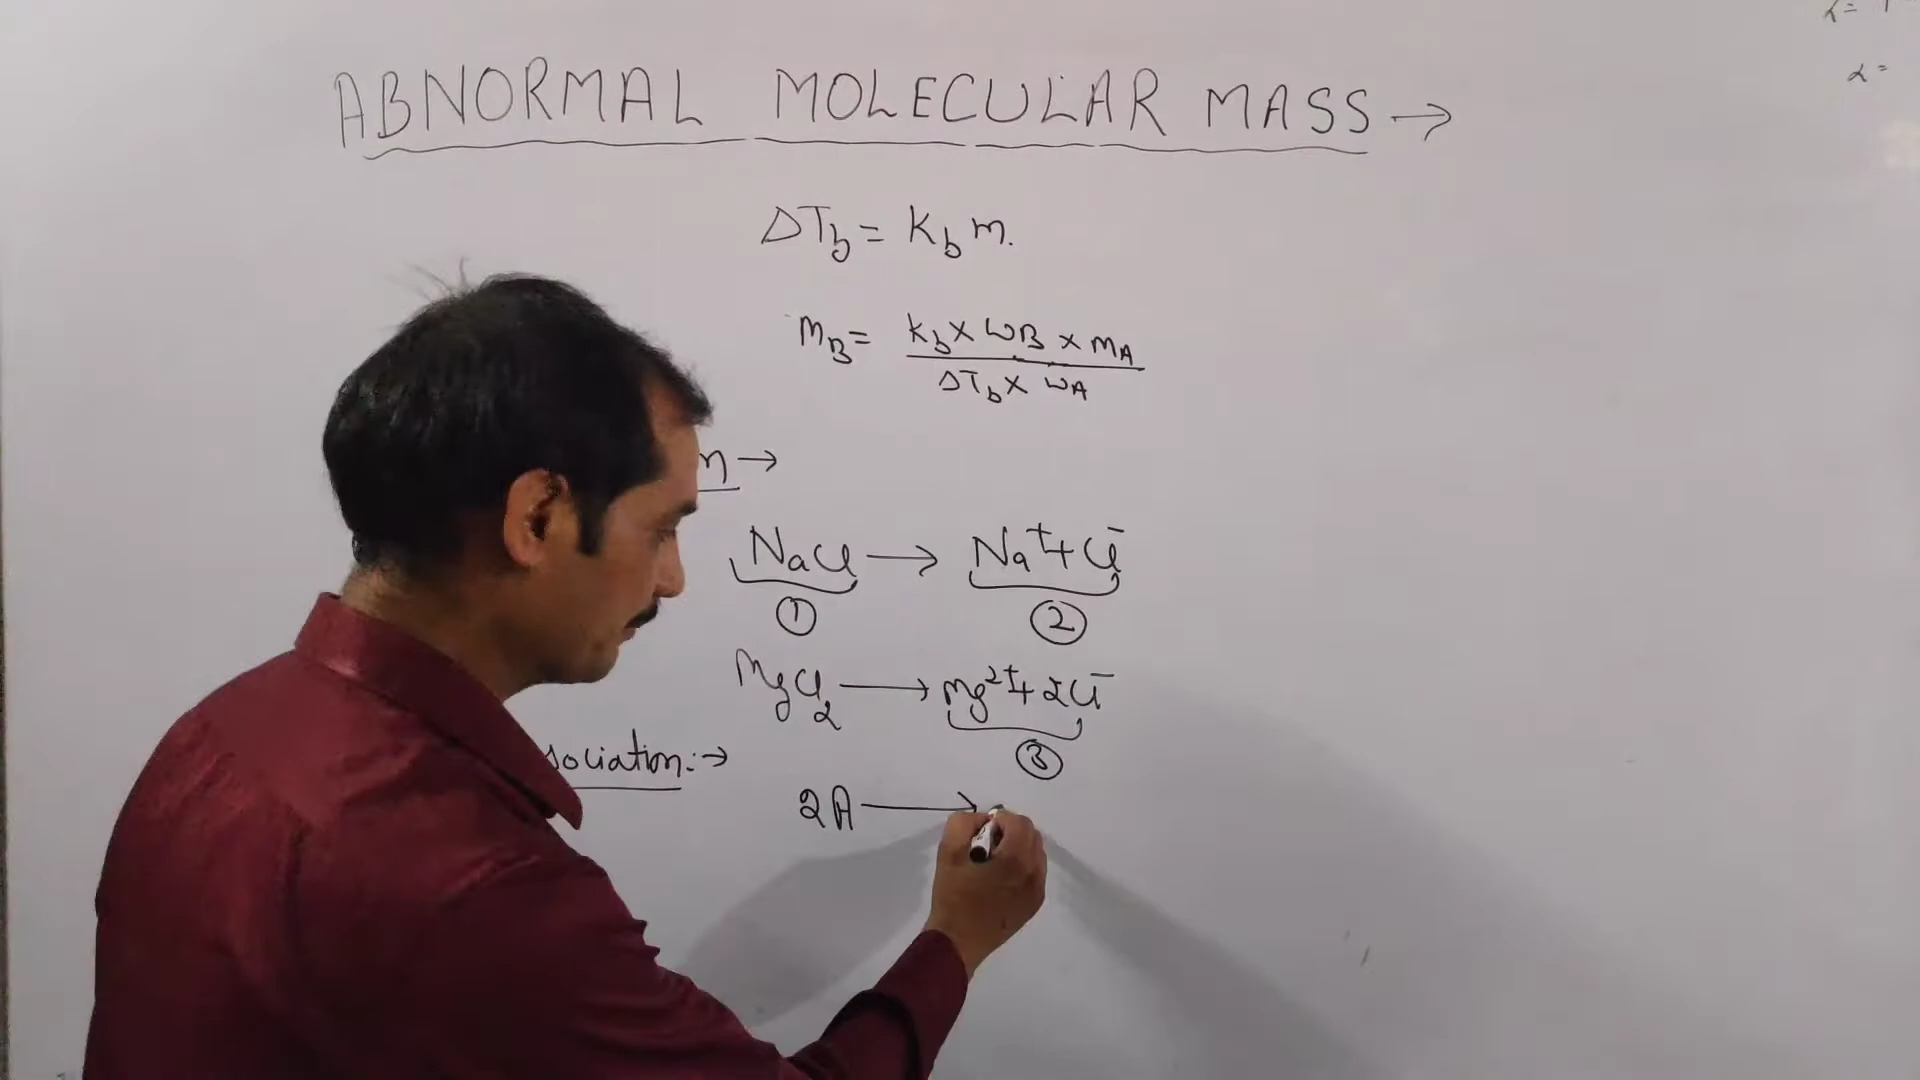 α =
α =
ABNORMAL MOLECULAR MASS →
ΔTb = Kb m.
MB = Kb × WB × MA
ΔTb × WA
n →
NaCl → Na⁺ + Cl⁻
① ②
MgCl₂ → Mg²⁺ + 2Cl⁻
③
sociation :→
2A →